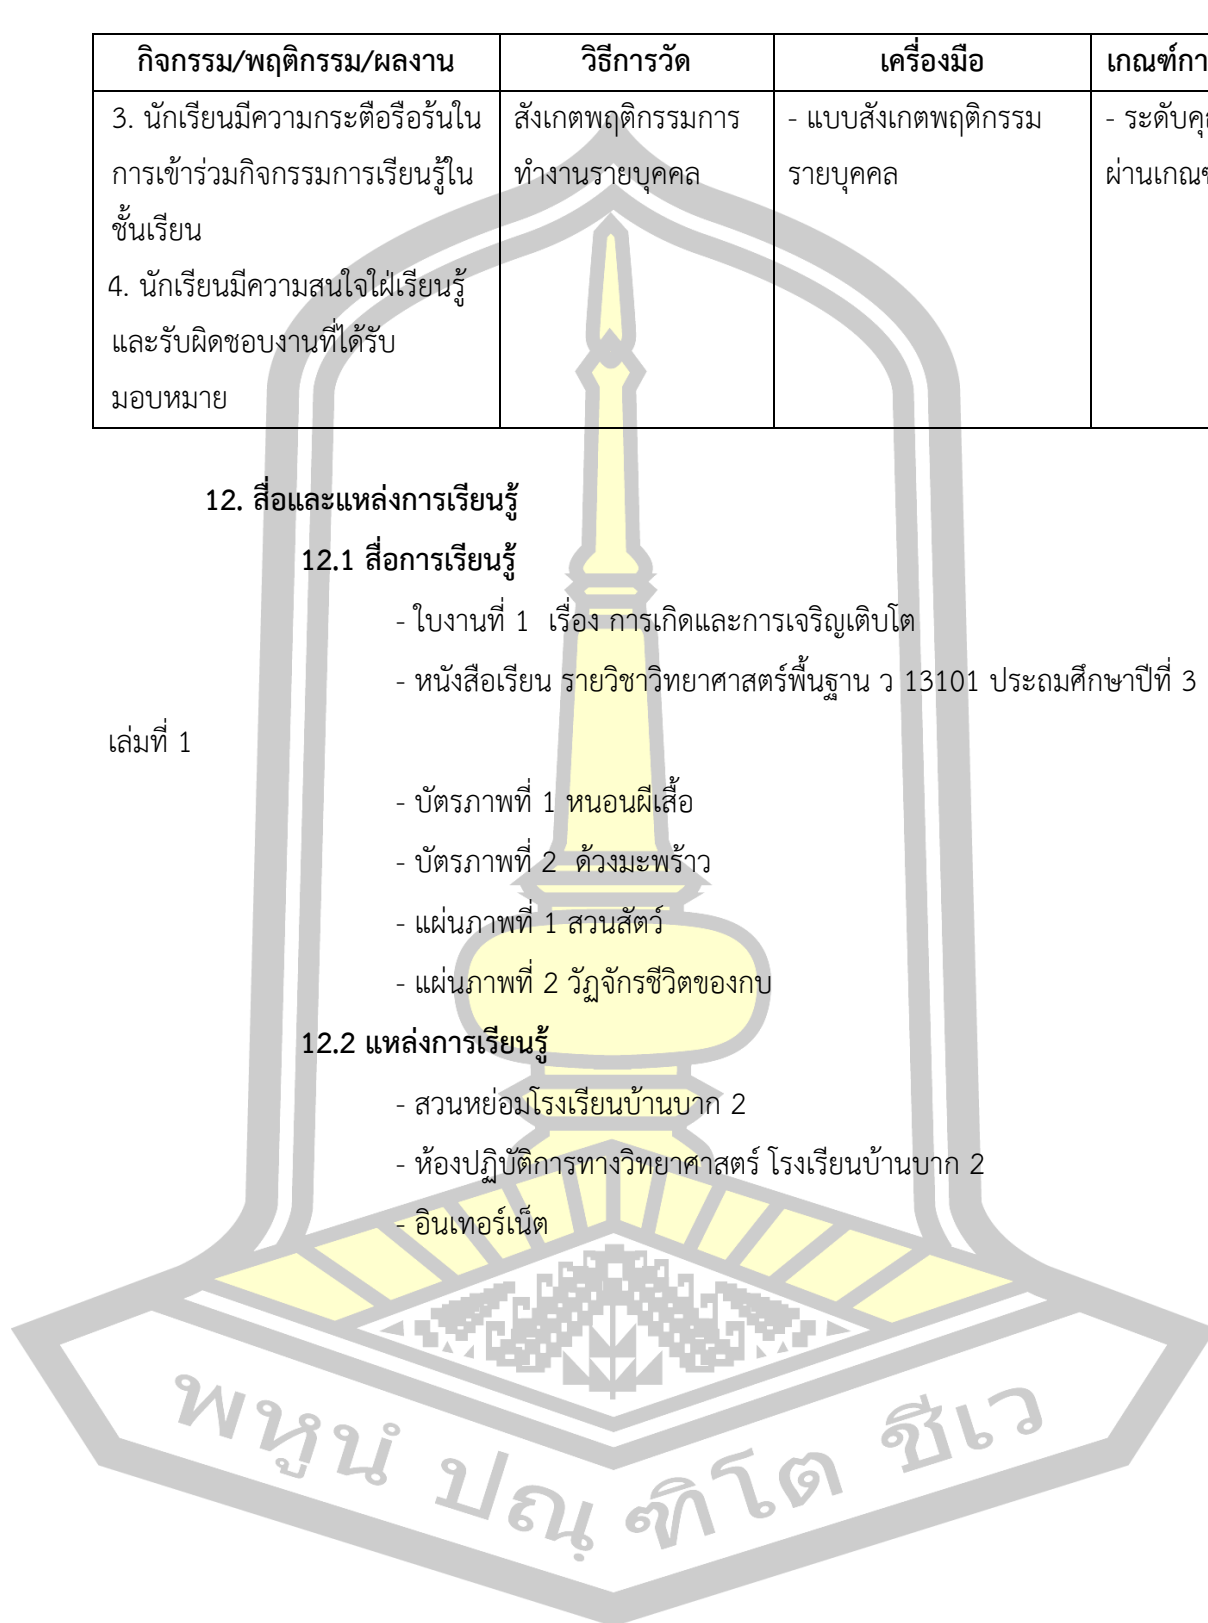 กิจกรรม/พฤติกรรม/ผลงาน วิธีการวัด เครื่องมือ
3. นักเรียนมีความกระตือรือร้นใน สังเกตพฤติกรรมการ - แบบสังเกตพฤติกรรม
การเข้าร่วมกิจกรรมการเรียนรู้ใน ทำงานรายบุคคล รายบุคคล
ชั้นเรียน
4. นักเรียนมีความสนใจใฝ่เรียนรู้
และรับผิดชอบงานที่ได้รับ
มอบหมาย
12. สื่อและแหล่งการเรียนรู้
12.1 สื่อการเรียนรู้
- ใบงานที่ 1 เรื่อง การเกิดและการเจริญเติบโต
- หนังสือเรียน รายวิชาวิทยาศาสตร์พื้นฐาน ว 13101 ประถมศึกษาปีที่ 3
เล่มที่ 1
- บัตรภาพที่ 1 หนอนผีเสื้อ
- บัตรภาพที่ 2 ด้วงมะพร้าว
- แผ่นภาพที่ 1 สวนสัตว์
- แผ่นภาพที่ 2 วัฏจักรชีวิตของกบ
12.2 แหล่งการเรียนรู้
- สวนหย่อมโรงเรียนบ้านบาก 2
- ห้องปฏิบัติการทางวิทยาศาสตร์ โรงเรียนบ้านบาก 2
- อินเทอร์เน็ต
พหูนํ ปณฺฑิโต ชีเว